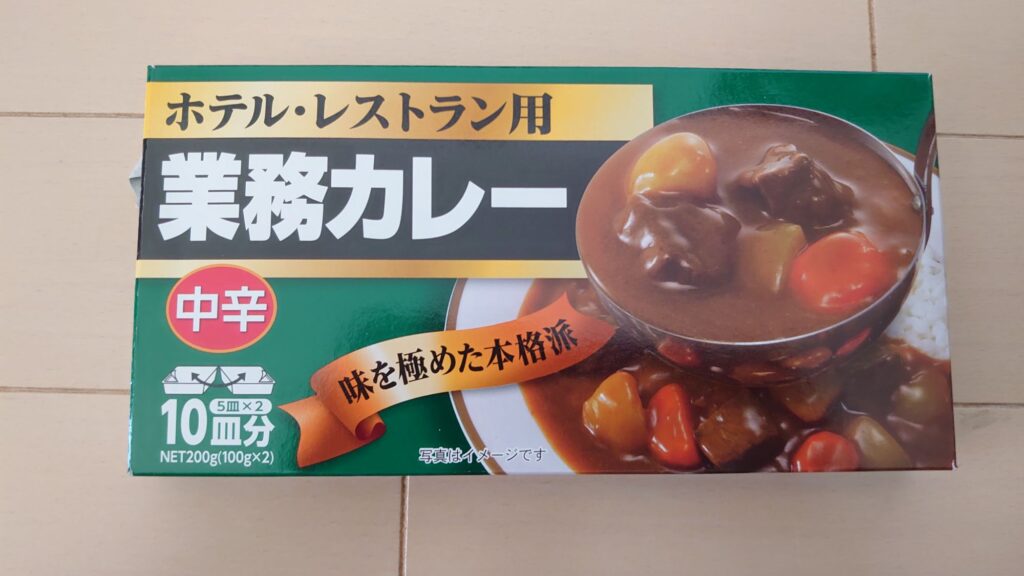 ホテル・レストラン用
業務カレー
中辛
味を極めた本格派
5皿×2
10皿分
NET200g(100g×2)
写真はイメージです